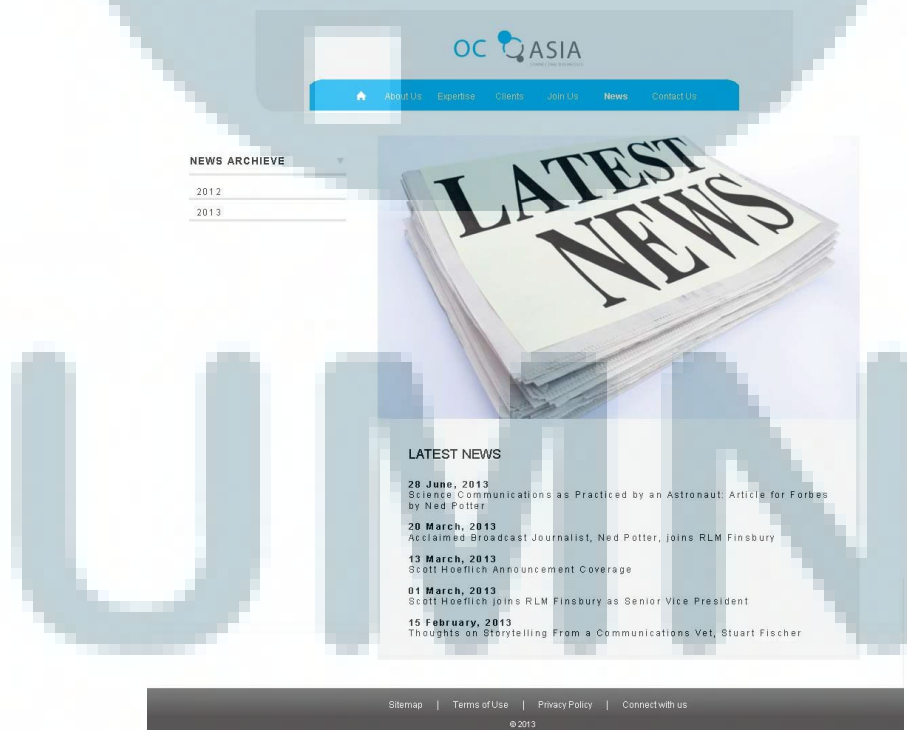 OC ASIA
About Us Expertise Clients Join Us News Contact Us
NEWS ARCHIEVE
2012
2013
LATEST
NEWS
LATEST NEWS
28 June, 2013
Science Communications as Practiced by an Astronaut: Article for Forbes
by Ned Potter
20 March, 2013
Acclaimed Broadcast Journalist, Ned Potter, joins RLM Finsbury
13 March, 2013
Scott Hoeflich Announcement Coverage
01 March, 2013
Scott Hoeflich joins RLM Finsbury as Senior Vice President
15 February, 2013
Thoughts on Storytelling From a Communications Vet, Stuart Fischer
Sitemap | Terms of Use | Privacy Policy | Connect with us
© 2013
UMN